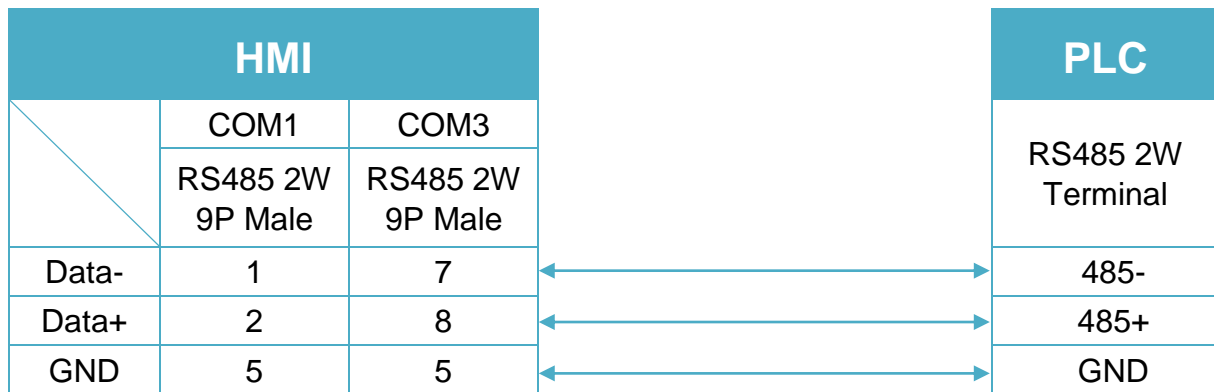 HMI
PLC
COM1 COM3
RS485 2W RS485 2W
9P Male 9P Male
RS485 2W
Terminal
Data- 1 7 485-
Data+ 2 8 485+
GND 5 5 GND